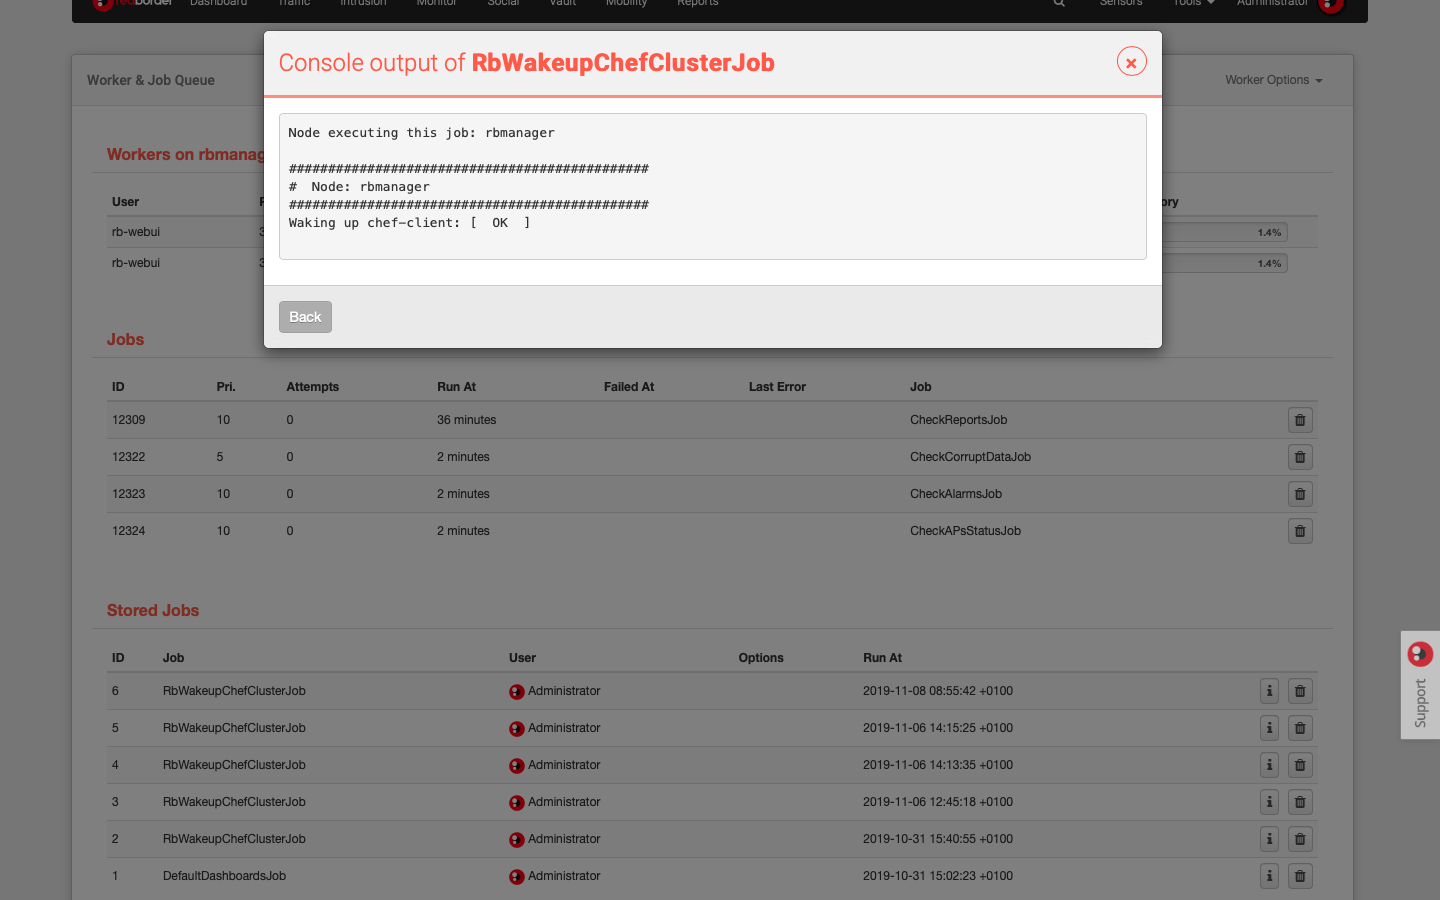 redborder Dashboard Traffic Intrusion Monitor Social Vault Mobility Reports Sensors Tools Administrator
Console output of RbWakeupChefClusterJob
Worker & Job Queue
Worker Options
Node executing this job: rbmanager
##############################################
#  Node: rbmanager
##############################################
Waking up chef-client: [  OK  ]
Back
Workers on rbmanag
User
rb-webui 1.4%
rb-webui 1.4%
Jobs
ID Pri. Attempts Run At Failed At Last Error Job
12309 10 0 36 minutes CheckReportsJob
12322 5 0 2 minutes CheckCorruptDataJob
12323 10 0 2 minutes CheckAlarmsJob
12324 10 0 2 minutes CheckAPsStatusJob
Stored Jobs
ID Job User Options Run At
6 RbWakeupChefClusterJob Administrator 2019-11-08 08:55:42 +0100
5 RbWakeupChefClusterJob Administrator 2019-11-06 14:15:25 +0100
4 RbWakeupChefClusterJob Administrator 2019-11-06 14:13:35 +0100
3 RbWakeupChefClusterJob Administrator 2019-11-06 12:45:18 +0100
2 RbWakeupChefClusterJob Administrator 2019-10-31 15:40:55 +0100
1 DefaultDashboardsJob Administrator 2019-10-31 15:02:23 +0100
Support